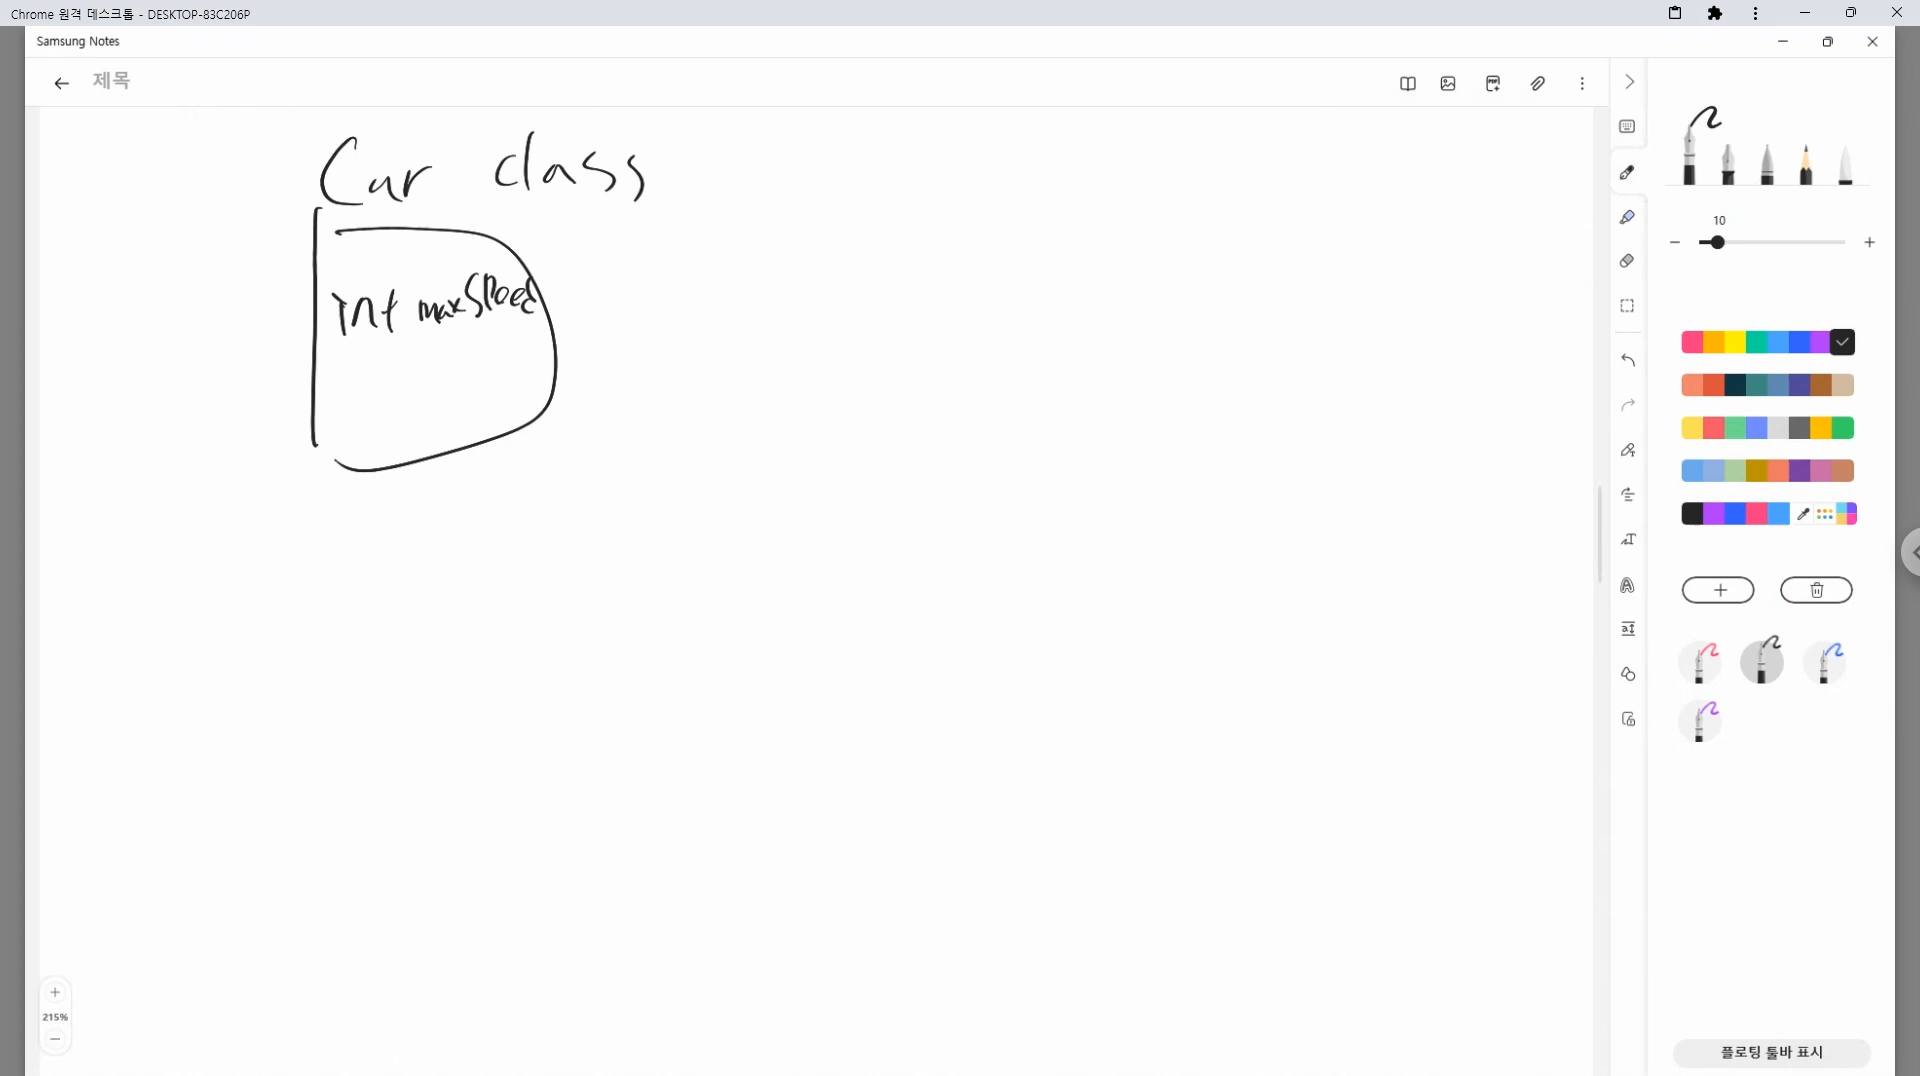 Chrome 원격 데스크톱 - DESKTOP-83C206P
Samsung Notes
제목
Car class
int maxSpeed
10
215%
플로팅 툴바 표시